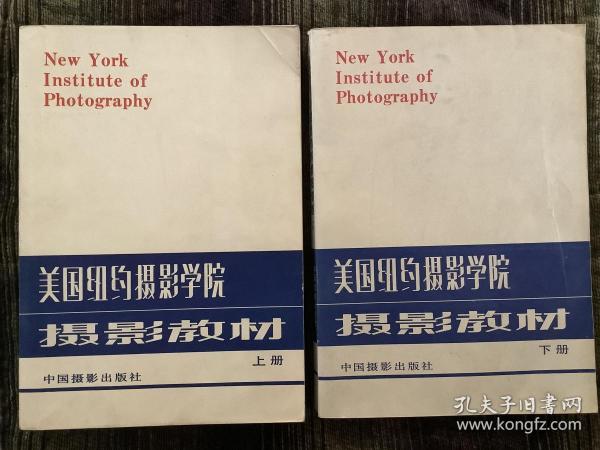 New York
Institute of
Photography
美国纽约摄影学院
摄影教材
上册
中国摄影出版社
New York
Institute of
Photography
美国纽约摄影学院
摄影教材
下册
中国摄影出版社
孔夫子旧书网
www.kongfz.com